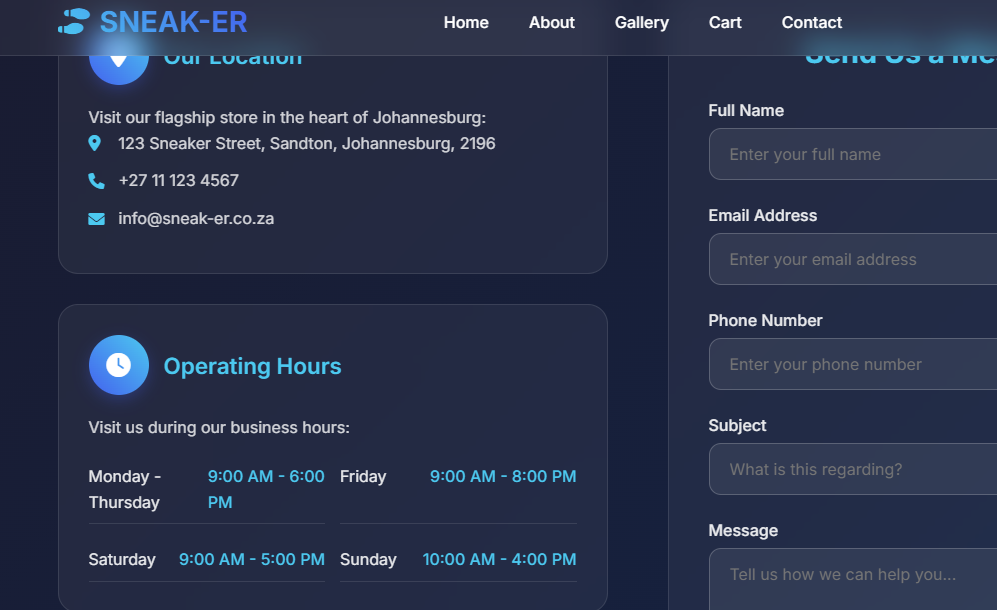 SNEAK-ER
Home About Gallery Cart Contact
Our Location
Visit our flagship store in the heart of Johannesburg:
123 Sneaker Street, Sandton, Johannesburg, 2196
+27 11 123 4567
info@sneak-er.co.za
Operating Hours
Visit us during our business hours:
Monday - Thursday
9:00 AM - 6:00 PM
Friday
9:00 AM - 8:00 PM
Saturday
9:00 AM - 5:00 PM
Sunday
10:00 AM - 4:00 PM
Send Us a Me
Full Name
Enter your full name
Email Address
Enter your email address
Phone Number
Enter your phone number
Subject
What is this regarding?
Message
Tell us how we can help you...